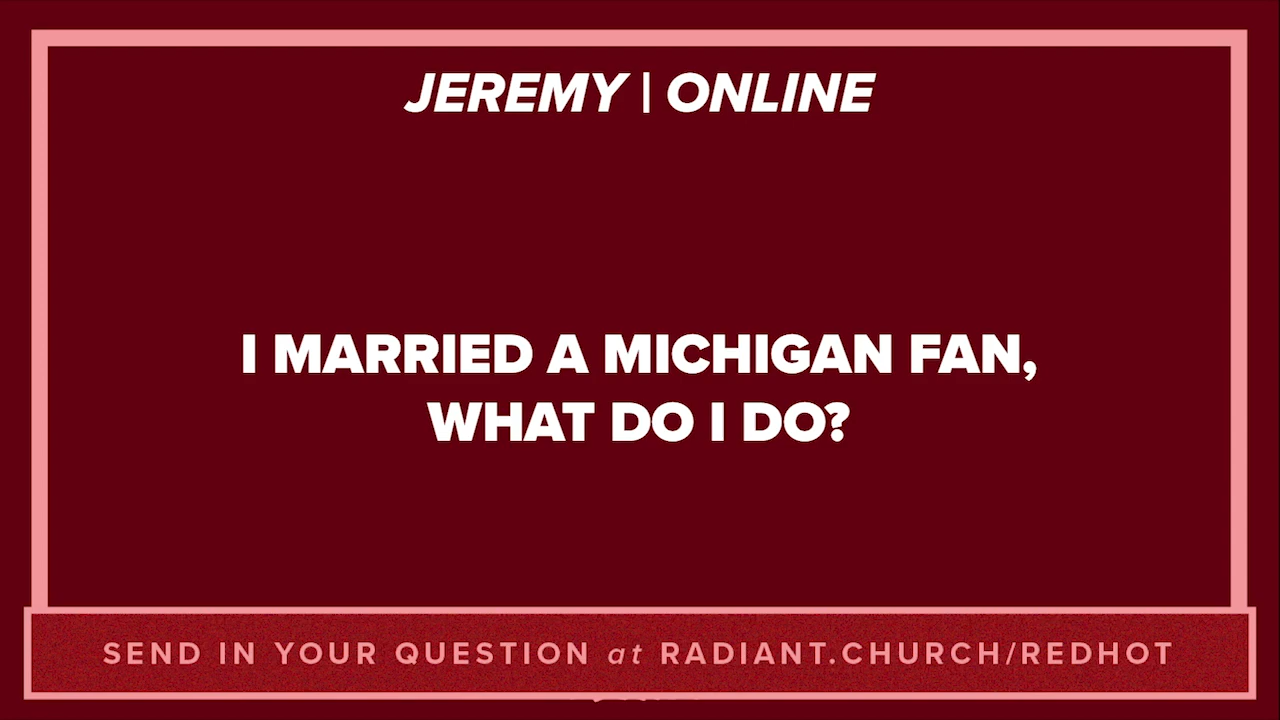 JEREMY | ONLINE
I MARRIED A MICHIGAN FAN,
WHAT DO I DO?
SEND IN YOUR QUESTION at RADIANT.CHURCH/REDHOT